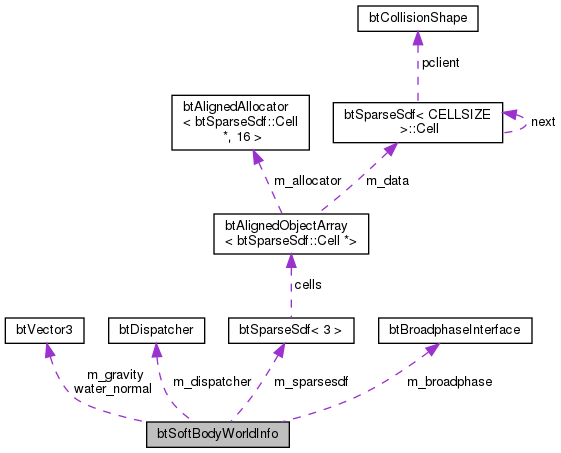 btCollisionShape
pclient
btAlignedAllocator
< btSparseSdf::Cell
*, 16 >
btSparseSdf< CELLSIZE
>::Cell
next
m_allocator
m_data
btAlignedObjectArray
< btSparseSdf::Cell *>
cells
btVector3
btDispatcher
btSparseSdf< 3 >
btBroadphaseInterface
m_gravity
water_normal
m_dispatcher
m_sparsesdf
m_broadphase
btSoftBodyWorldInfo